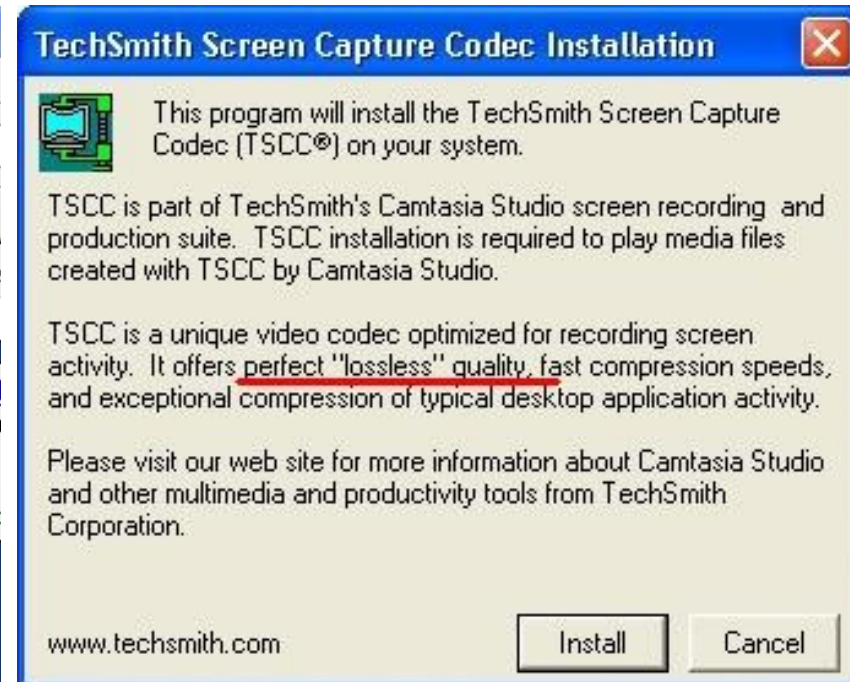 TechSmith Screen Capture Codec Installation
This program will install the TechSmith Screen Capture
Codec (TSCC®) on your system.
TSCC is part of TechSmith's Camtasia Studio screen recording and
production suite. TSCC installation is required to play media files
created with TSCC by Camtasia Studio.
TSCC is a unique video codec optimized for recording screen
activity. It offers perfect "lossless" quality, fast compression speeds,
and exceptional compression of typical desktop application activity.
Please visit our web site for more information about Camtasia Studio
and other multimedia and productivity tools from TechSmith
Corporation.
www.techsmith.com
Install
Cancel